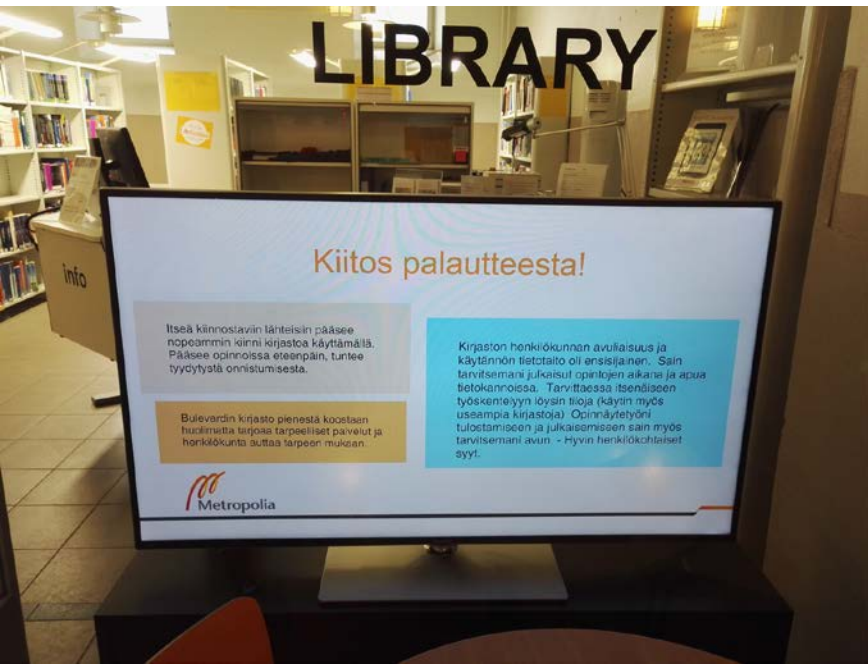 LIBRARY
info
Kiitos palautteesta!
Itseä kiinnostaviin lähteisiin pääsee
nopeammin kiinni kirjastoa käyttämällä.
Pääsee opinnoissa eteenpäin, tuntee
tyydytystä onnistumisesta.
Bulevardin kirjasto pienestä koostaan
huolimatta tarjoaa tarpeelliset palvelut ja
henkilökunta auttaa tarpeen mukaan.
Kirjaston henkilökunnan avuliaisuus ja
käytännön tietotaito oli ensisijainen. Sain
tarvitsemani julkaisut opintojen aikana ja apua
tietokannoissa. Tarvittaessa itsenäiseen
työskentelyyn löysin tiloja (käytin myös
useampia kirjastoja) Opinnäytetyöni
tulostamiseen ja julkaisemiseen sain myös
tarvitsemani avun. - Hyvin henkilökohtaiset
syyt.
Metropolia